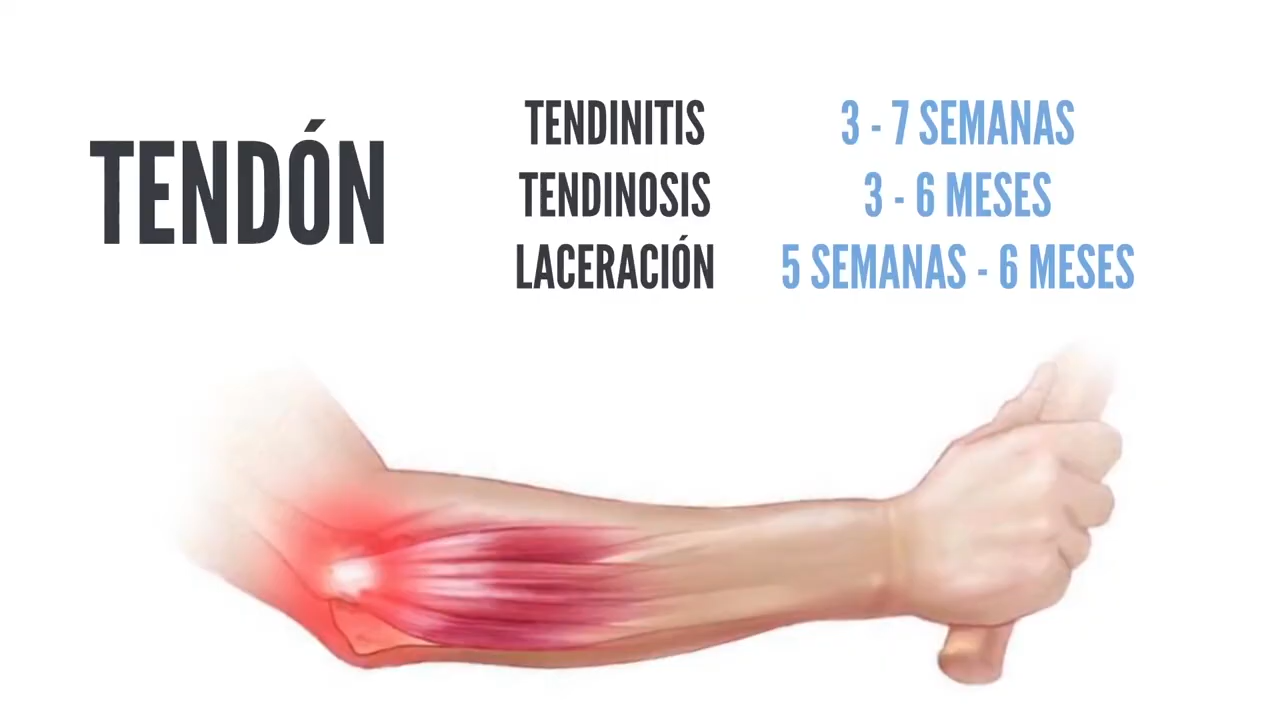 TENDÓN
TENDINITIS 3 - 7 SEMANAS
TENDINOSIS 3 - 6 MESES
LACERACIÓN 5 SEMANAS - 6 MESES